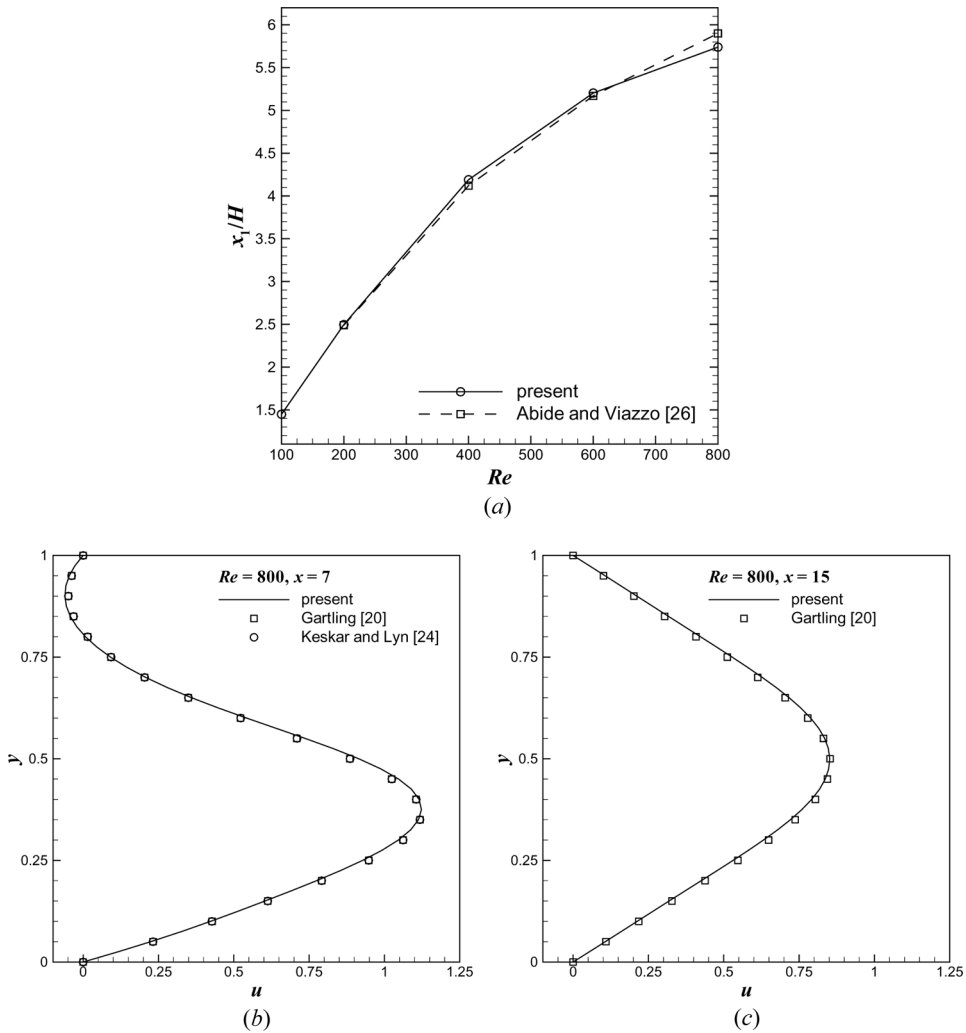 6
5.5
5
4.5
4
3.5
3
2.5
2
1.5
x1/H
present
Abide and Viazzo [26]
100 200 300 400 500 600 700 800
Re
(a)
1
0.75
0.5
0.25
0
y
Re = 800, x = 7
present
Gartling [20]
Keskar and Lyn [24]
0 0.25 0.5 0.75 1 1.25
u
(b)
1
0.75
0.5
0.25
0
y
Re = 800, x = 15
present
Gartling [20]
0 0.25 0.5 0.75 1 1.25
u
(c)